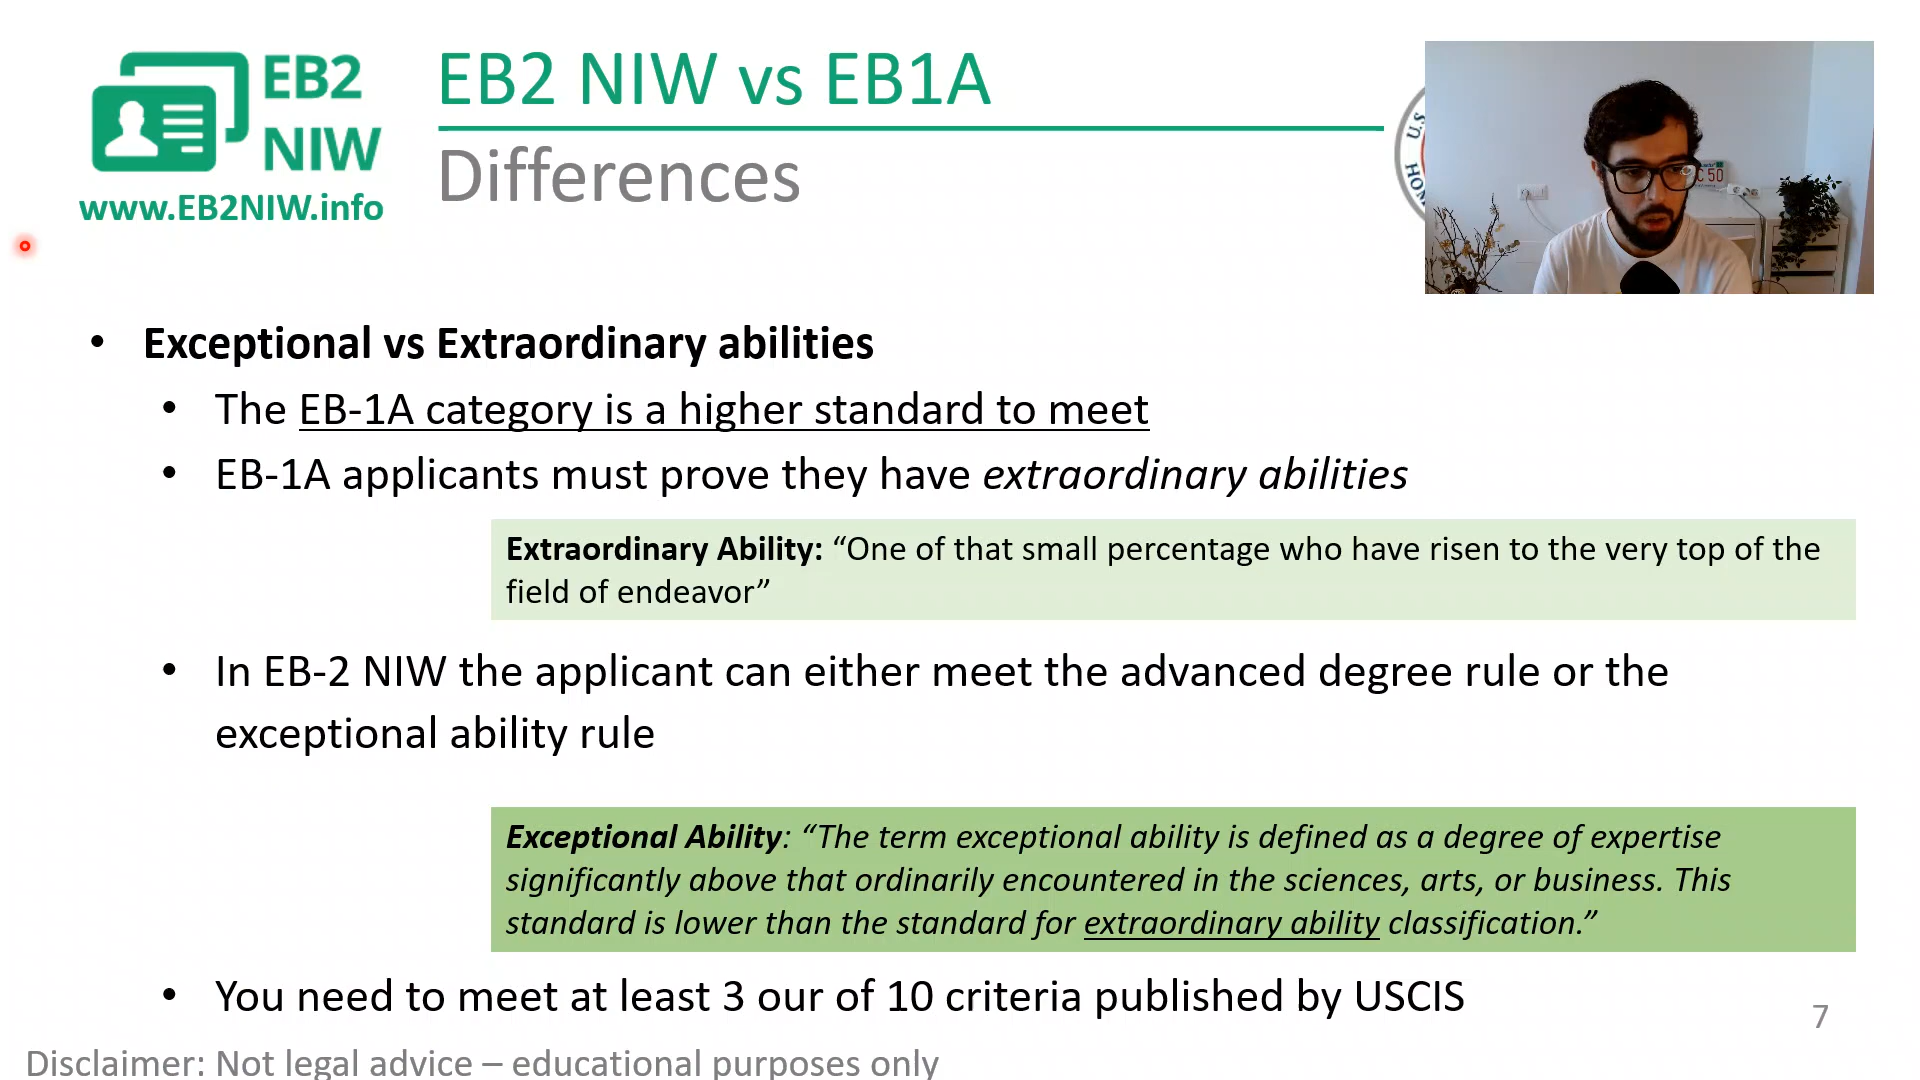 EB2
NIW
www.EB2NIW.info
EB2 NIW vs EB1A
Differences
U.S.
HOM
C 50
• Exceptional vs Extraordinary abilities
• The EB-1A category is a higher standard to meet
• EB-1A applicants must prove they have extraordinary abilities
Extraordinary Ability: “One of that small percentage who have risen to the very top of the
field of endeavor”
• In EB-2 NIW the applicant can either meet the advanced degree rule or the
exceptional ability rule
Exceptional Ability: “The term exceptional ability is defined as a degree of expertise
significantly above that ordinarily encountered in the sciences, arts, or business. This
standard is lower than the standard for extraordinary ability classification.”
• You need to meet at least 3 our of 10 criteria published by USCIS
7
Disclaimer: Not legal advice – educational purposes only